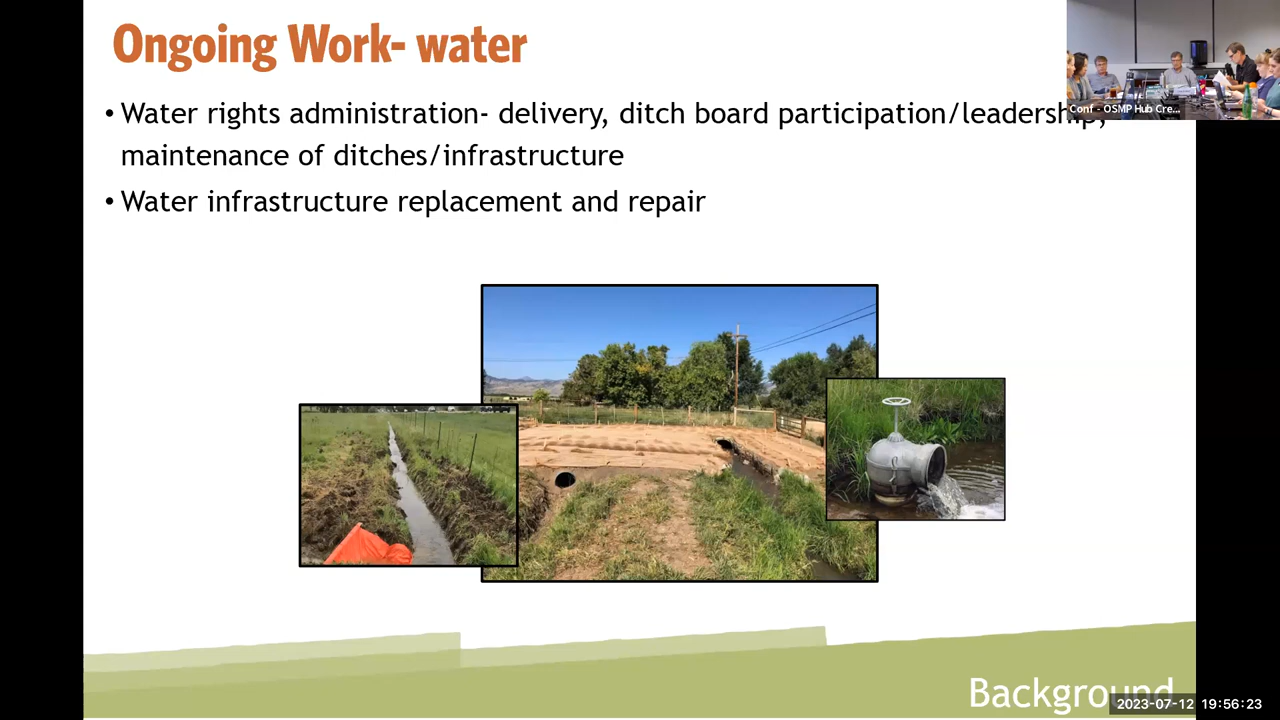 Ongoing Work- water
Conf - OSMP Hub Cre...
• Water rights administration- delivery, ditch board participation/leadership,
maintenance of ditches/infrastructure
• Water infrastructure replacement and repair
Background
2023-07-12 19:56:23